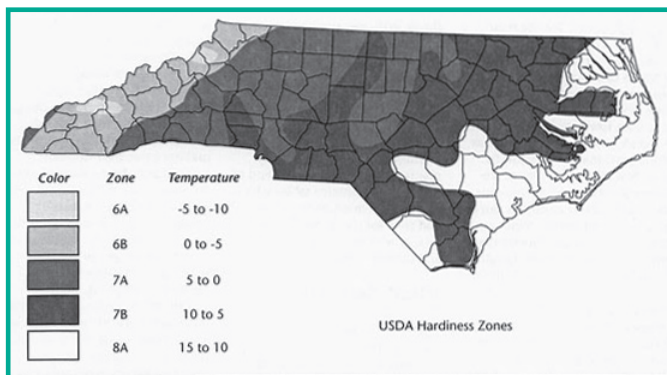 Color Zone Temperature
6A -5 to -10
6B 0 to -5
7A 5 to 0
7B 10 to 5
8A 15 to 10
USDA Hardiness Zones